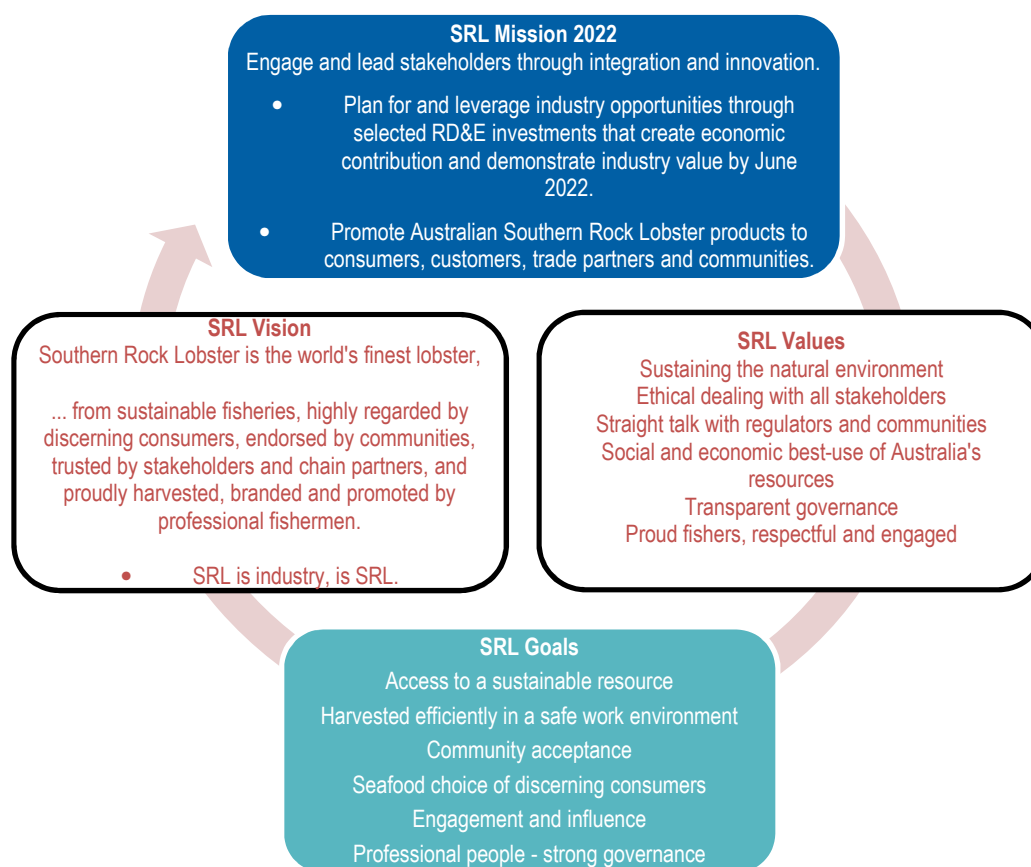 SRL Mission 2022
Engage and lead stakeholders through integration and innovation.
• Plan for and leverage industry opportunities through
selected RD&E investments that create economic
contribution and demonstrate industry value by June
2022.
• Promote Australian Southern Rock Lobster products to
consumers, customers, trade partners and communities.
SRL Vision
Southern Rock Lobster is the world's finest lobster,
... from sustainable fisheries, highly regarded by
discerning consumers, endorsed by communities,
trusted by stakeholders and chain partners, and
proudly harvested, branded and promoted by
professional fishermen.
• SRL is industry, is SRL.
SRL Values
Sustaining the natural environment
Ethical dealing with all stakeholders
Straight talk with regulators and communities
Social and economic best-use of Australia's
resources
Transparent governance
Proud fishers, respectful and engaged
SRL Goals
Access to a sustainable resource
Harvested efficiently in a safe work environment
Community acceptance
Seafood choice of discerning consumers
Engagement and influence
Professional people - strong governance